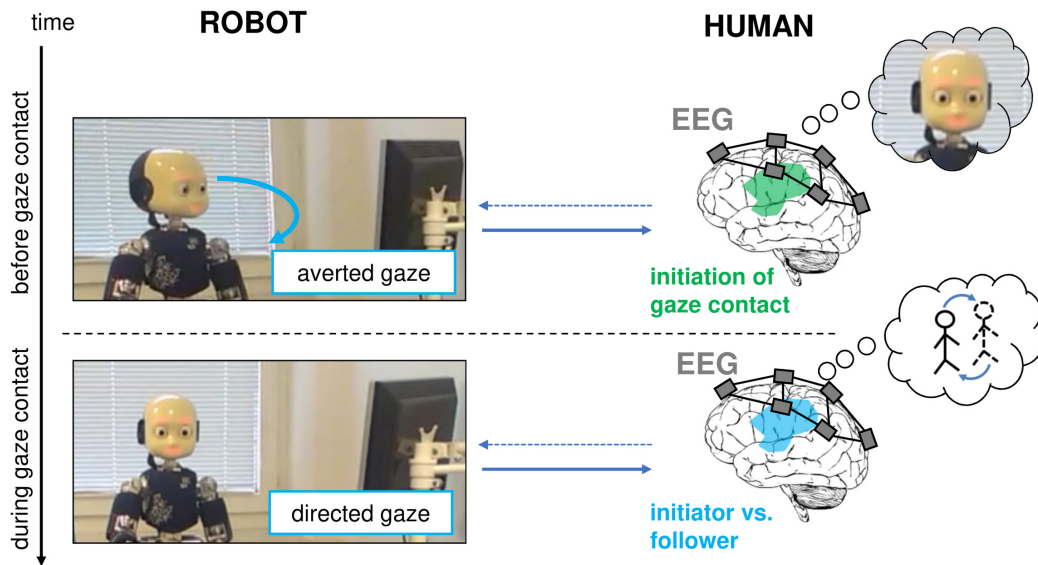 time
ROBOT
HUMAN
before gaze contact
EEG
averted gaze
initiation of
gaze contact
during gaze contact
EEG
directed gaze
initiator vs.
follower